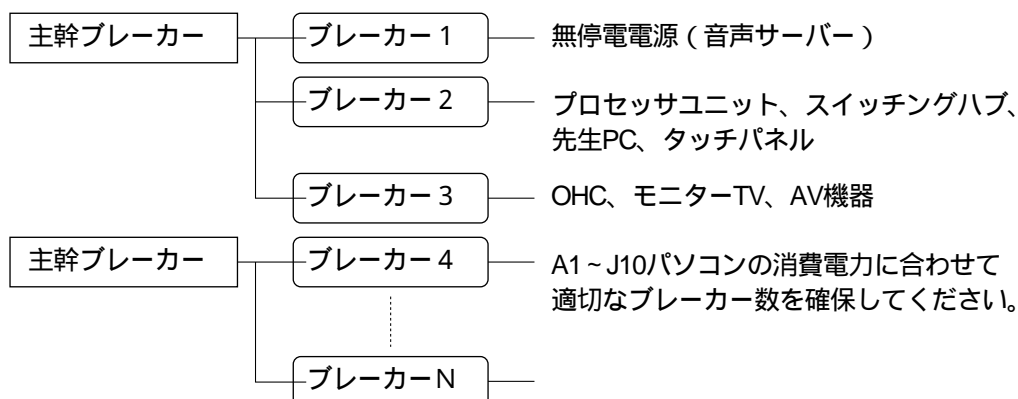 主幹ブレーカー
ブレーカー 1
無停電電源 ( 音声サーバー )
ブレーカー 2
プロセッサユニット、スイッチングハブ、
先生PC、タッチパネル
ブレーカー 3
OHC、モニターTV、AV機器
主幹ブレーカー
ブレーカー 4
A1 ~ J10パソコンの消費電力に合わせて
適切なブレーカー数を確保してください。
ブレーカー N